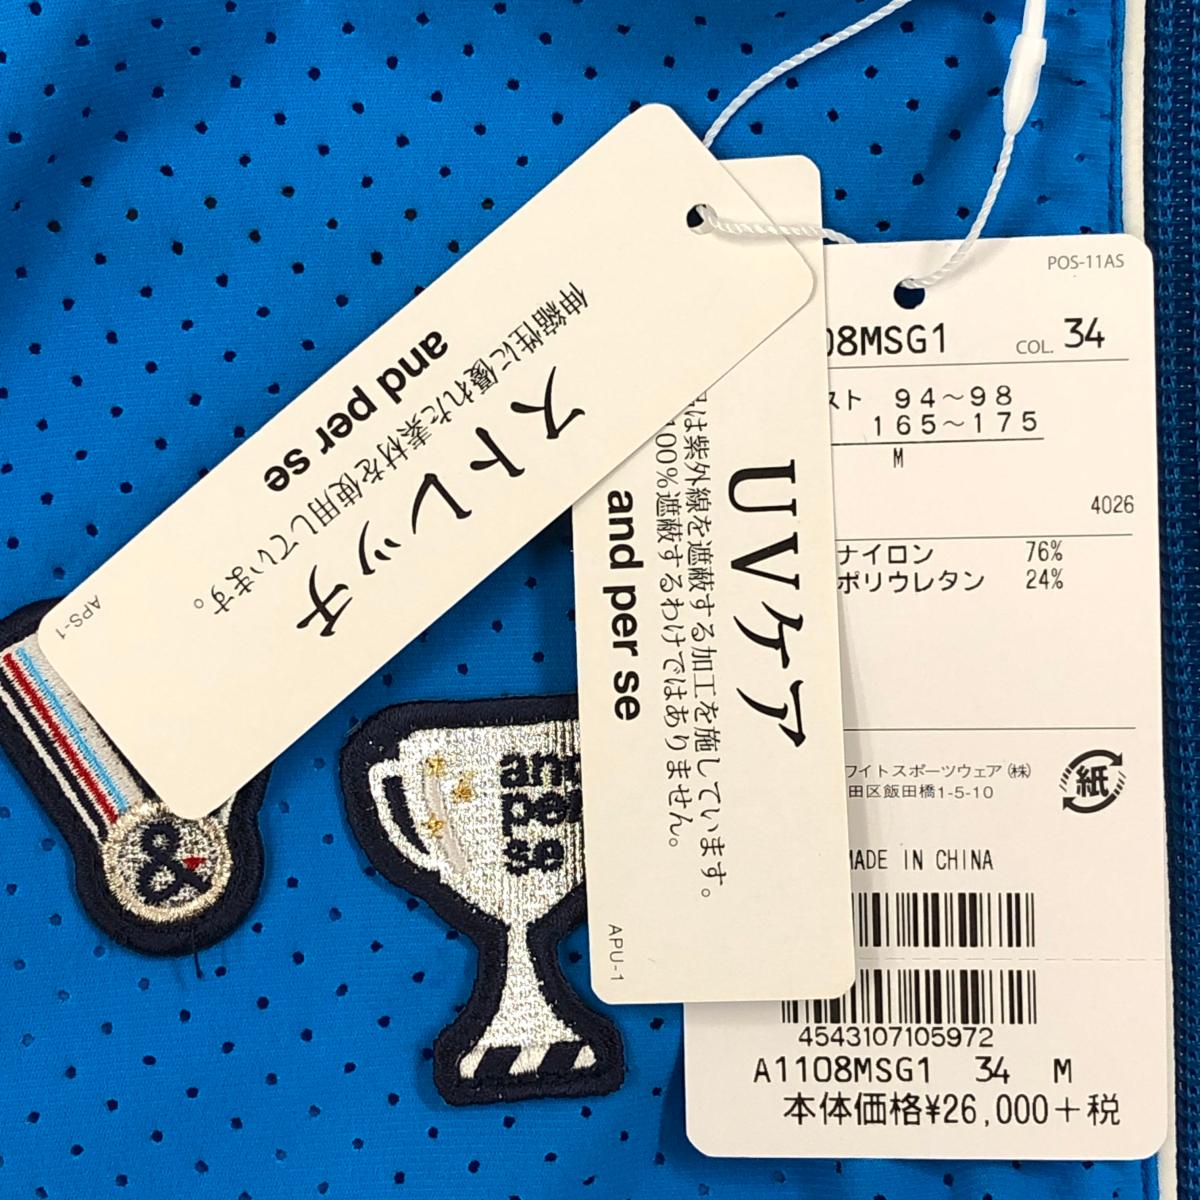 ストレッチ
伸縮性に優れた素材を使用しています。
and per se
APS-1
UVケア
は紫外線を遮蔽する加工を施しています。
100%遮蔽するわけではありません。
and per se
APU-1
POS-11AS
08MSG1 COL. 34
スト 94～98
165～175
M
4026
ナイロン 76%
ポリウレタン 24%
ワイトスポーツウェア(株)
田区飯田橋1-5-10
紙
MADE IN CHINA
4543107105972
A1108MSG1 34 M
本体価格¥26,000+税
&
and
per
se